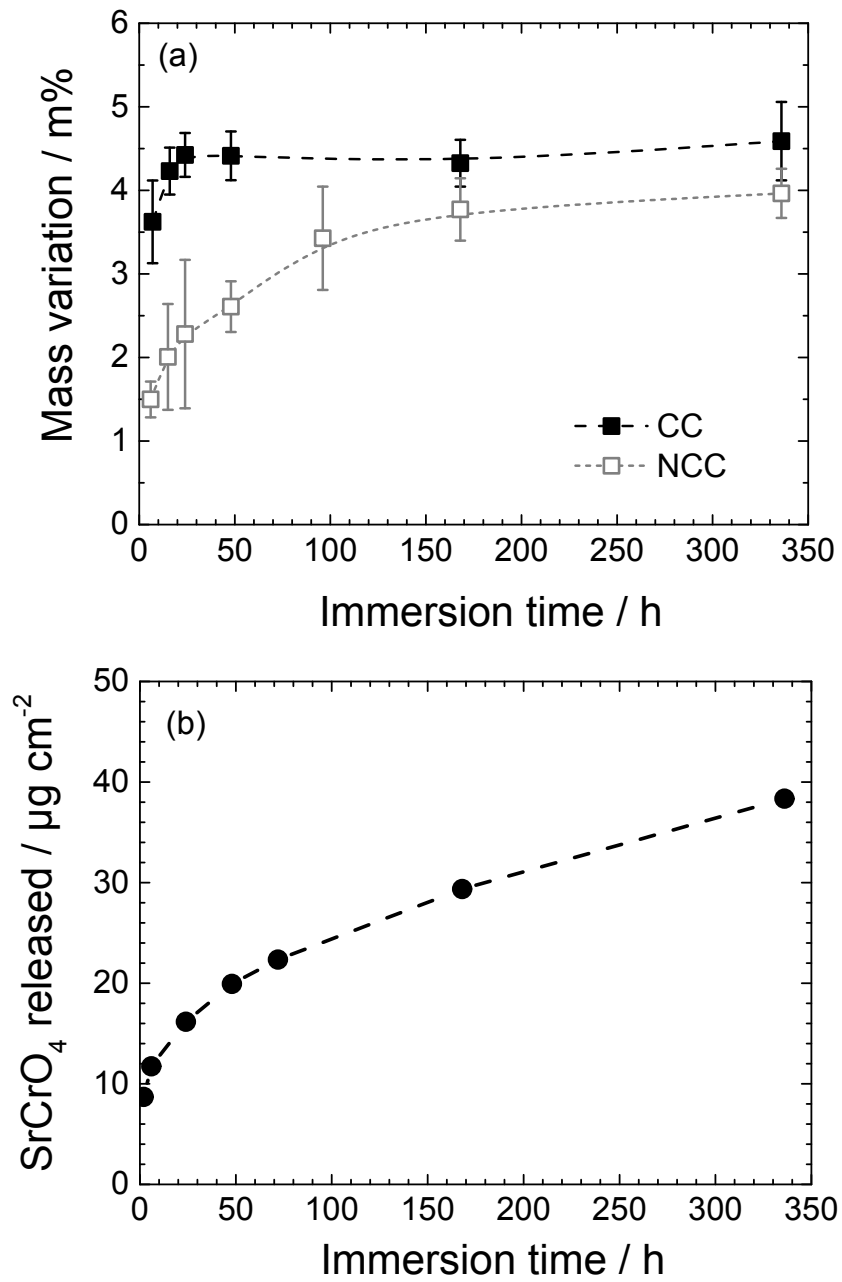 (a)
Mass variation / m%
6
5
4
3
2
1
0
0 50 100 150 200 250 300 350
CC
NCC
Immersion time / h
(b)
SrCrO₄ released / µg cm⁻²
50
40
30
20
10
0
0 50 100 150 200 250 300 350
Immersion time / h